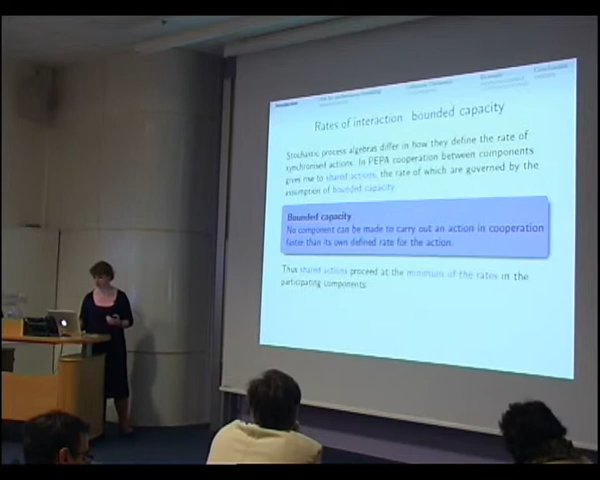 Rates of interaction bounded capacity
Stochastic process algebras differ in how they define the rate of
synchronised actions. In PEPA cooperation between components
gives rise to shared actions, the rate of which are governed by the
assumption of bounded capacity
Bounded capacity
No component can be made to carry out an action in cooperation
faster than its own defined rate for the action.
Thus shared actions proceed at the minimum of the rates in the
participating components.